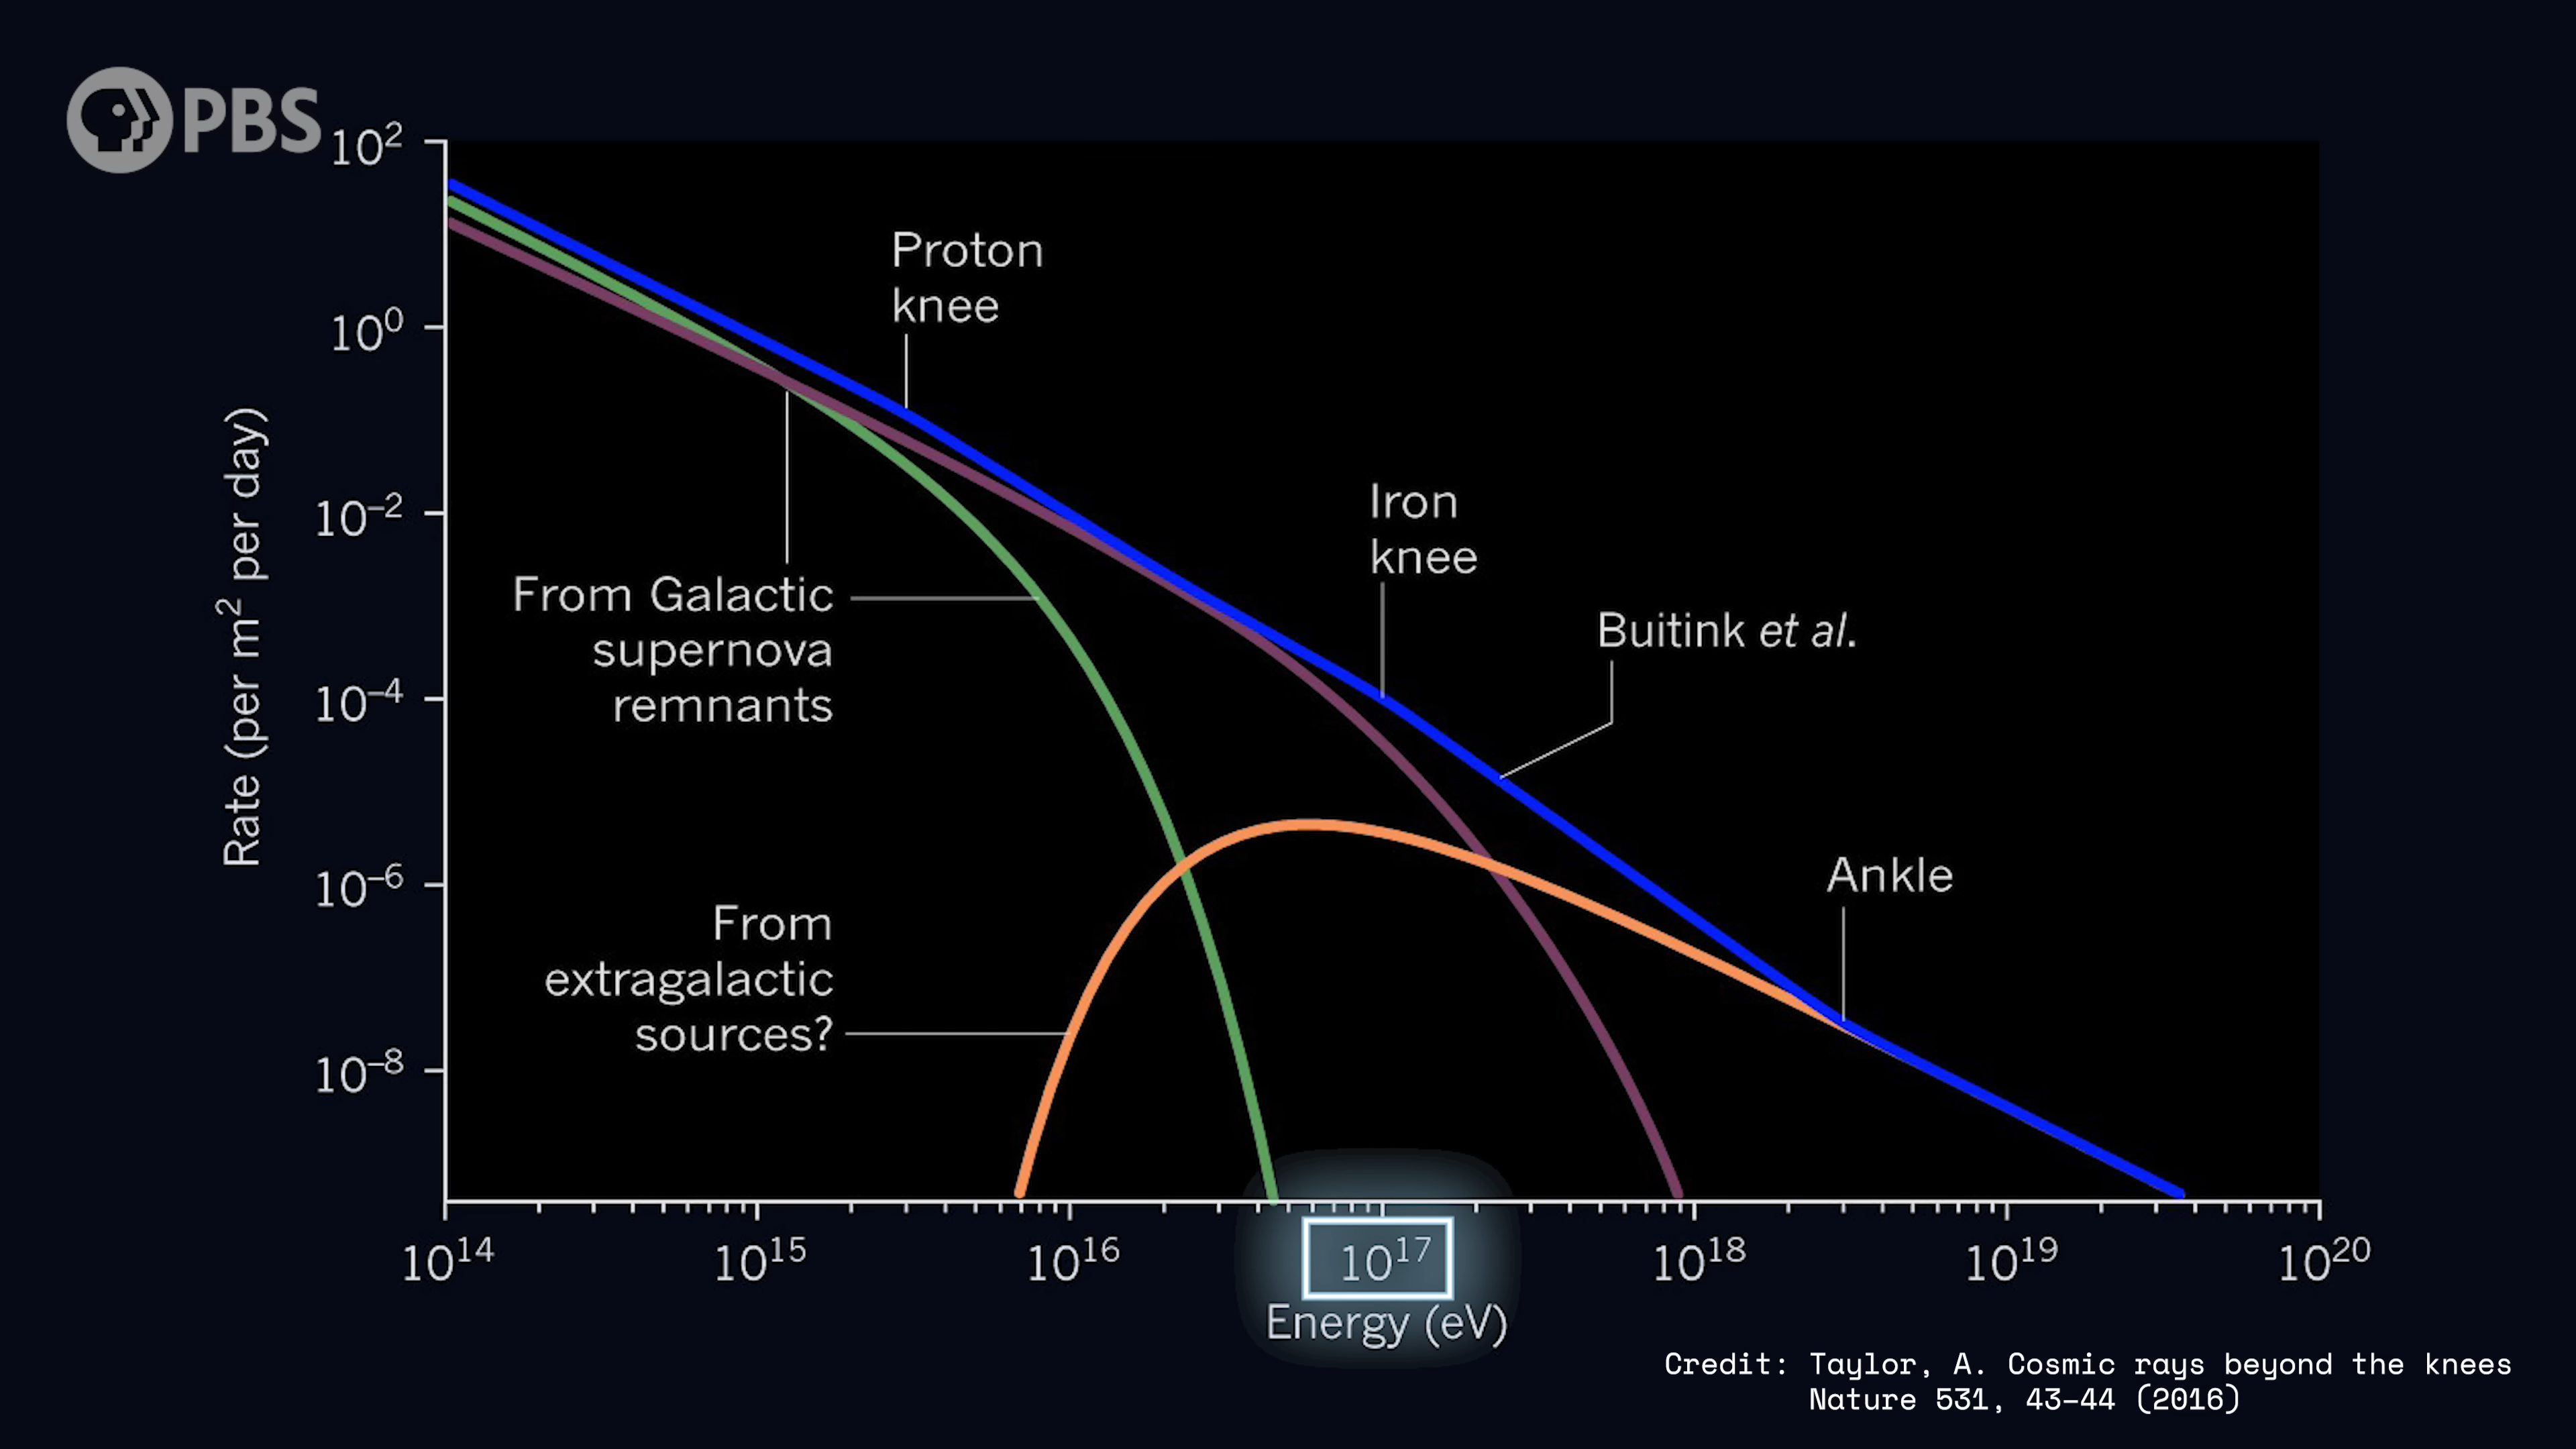 PBS
10²
10⁰
10⁻²
10⁻⁴
10⁻⁶
10⁻⁸
Rate (per m² per day)
Proton
knee
Iron
knee
From Galactic
supernova
remnants
Buitink et al.
Ankle
From
extragalactic
sources?
10¹⁴
10¹⁵
10¹⁶
10¹⁷
10¹⁸
10¹⁹
10²⁰
Energy (eV)
Credit: Taylor, A. Cosmic rays beyond the knees
Nature 531, 43–44 (2016)